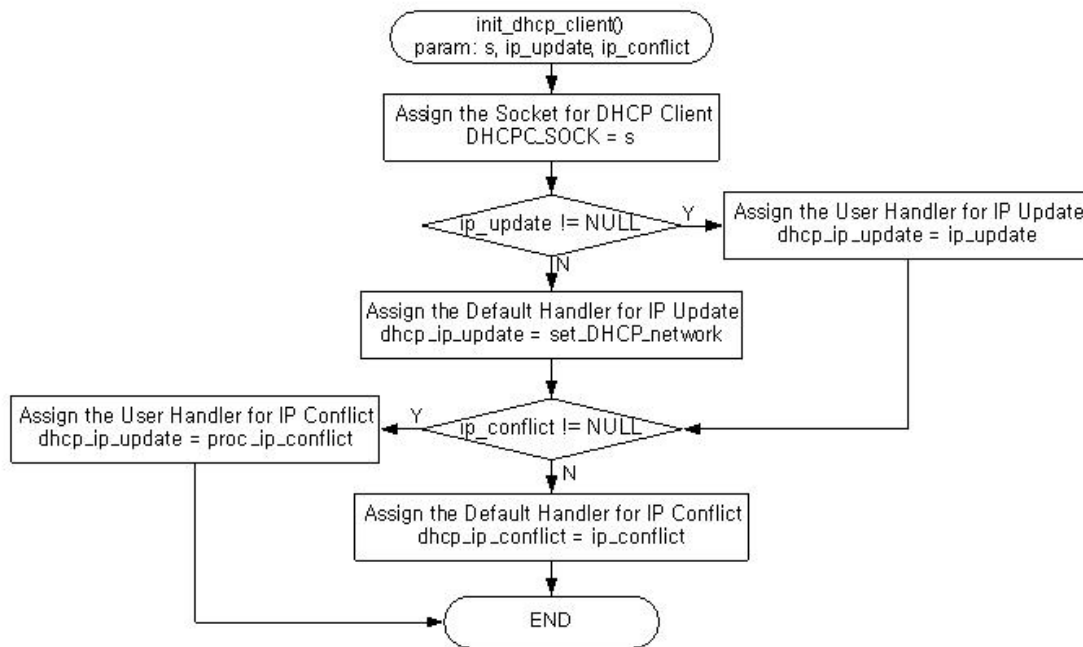 init_dhcp_client()
param: s, ip_update, ip_conflict
Assign the Socket for DHCP Client
DHCPC_SOCK = s
ip_update != NULL
Y
Assign the User Handler for IP Update
dhcp_ip_update = ip_update
N
Assign the Default Handler for IP Update
dhcp_ip_update = set_DHCP_network
ip_conflict != NULL
Y
Assign the User Handler for IP Conflict
dhcp_ip_update = proc_ip_conflict
N
Assign the Default Handler for IP Conflict
dhcp_ip_conflict = ip_conflict
END